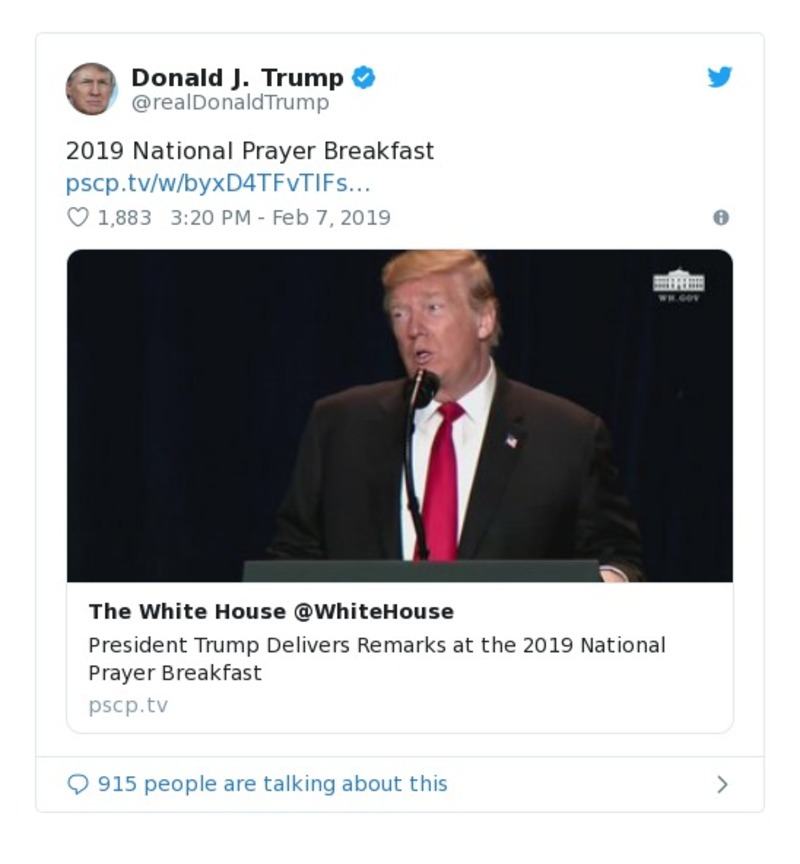 Donald J. Trump
@realDonaldTrump
2019 National Prayer Breakfast
pscp.tv/w/byxD4TFvTIFs…
1,883 3:20 PM - Feb 7, 2019
WH.GOV
The White House @WhiteHouse
President Trump Delivers Remarks at the 2019 National
Prayer Breakfast
pscp.tv
915 people are talking about this